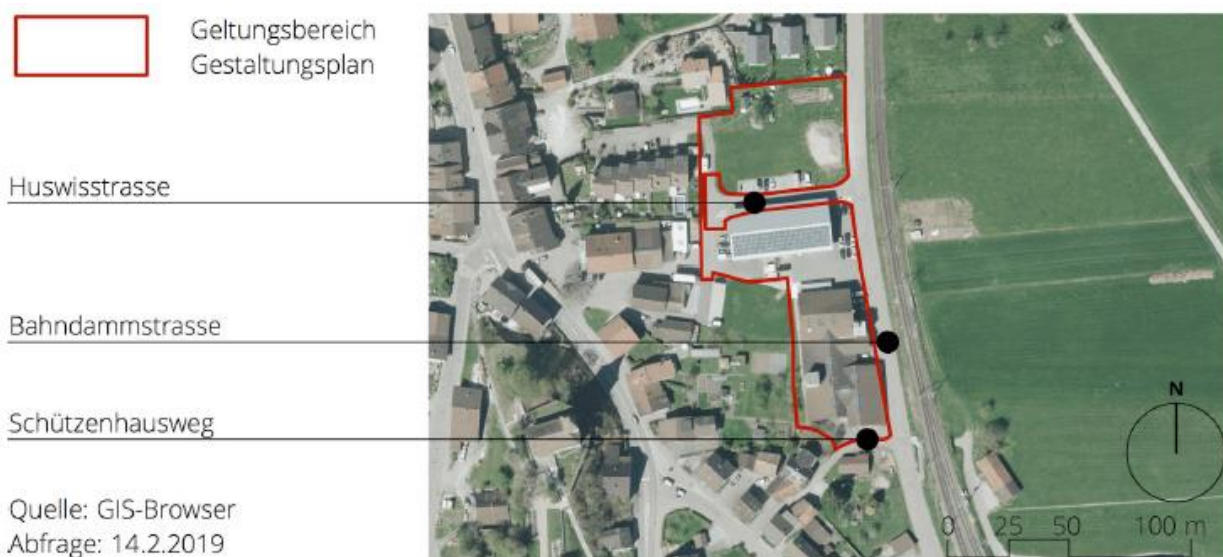 Geltungsbereich
Gestaltungsplan
Huswisstrasse
Bahndammstrasse
Schützenhausweg
Quelle: GIS-Browser
Abfrage: 14.2.2019
N
0 25 50 100 m